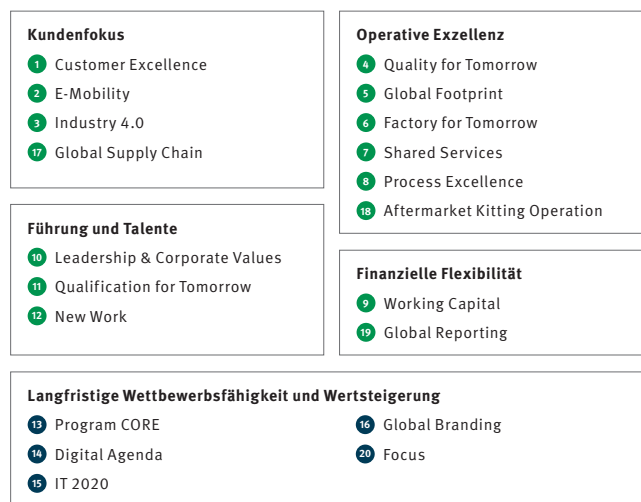 Kundenfokus
1 Customer Excellence
2 E-Mobility
3 Industry 4.0
17 Global Supply Chain
Operative Exzellenz
4 Quality for Tomorrow
5 Global Footprint
6 Factory for Tomorrow
7 Shared Services
8 Process Excellence
18 Aftermarket Kitting Operation
Führung und Talente
10 Leadership & Corporate Values
11 Qualification for Tomorrow
12 New Work
Finanzielle Flexibilität
9 Working Capital
19 Global Reporting
Langfristige Wettbewerbsfähigkeit und Wertsteigerung
13 Program CORE
14 Digital Agenda
15 IT 2020
16 Global Branding
20 Focus